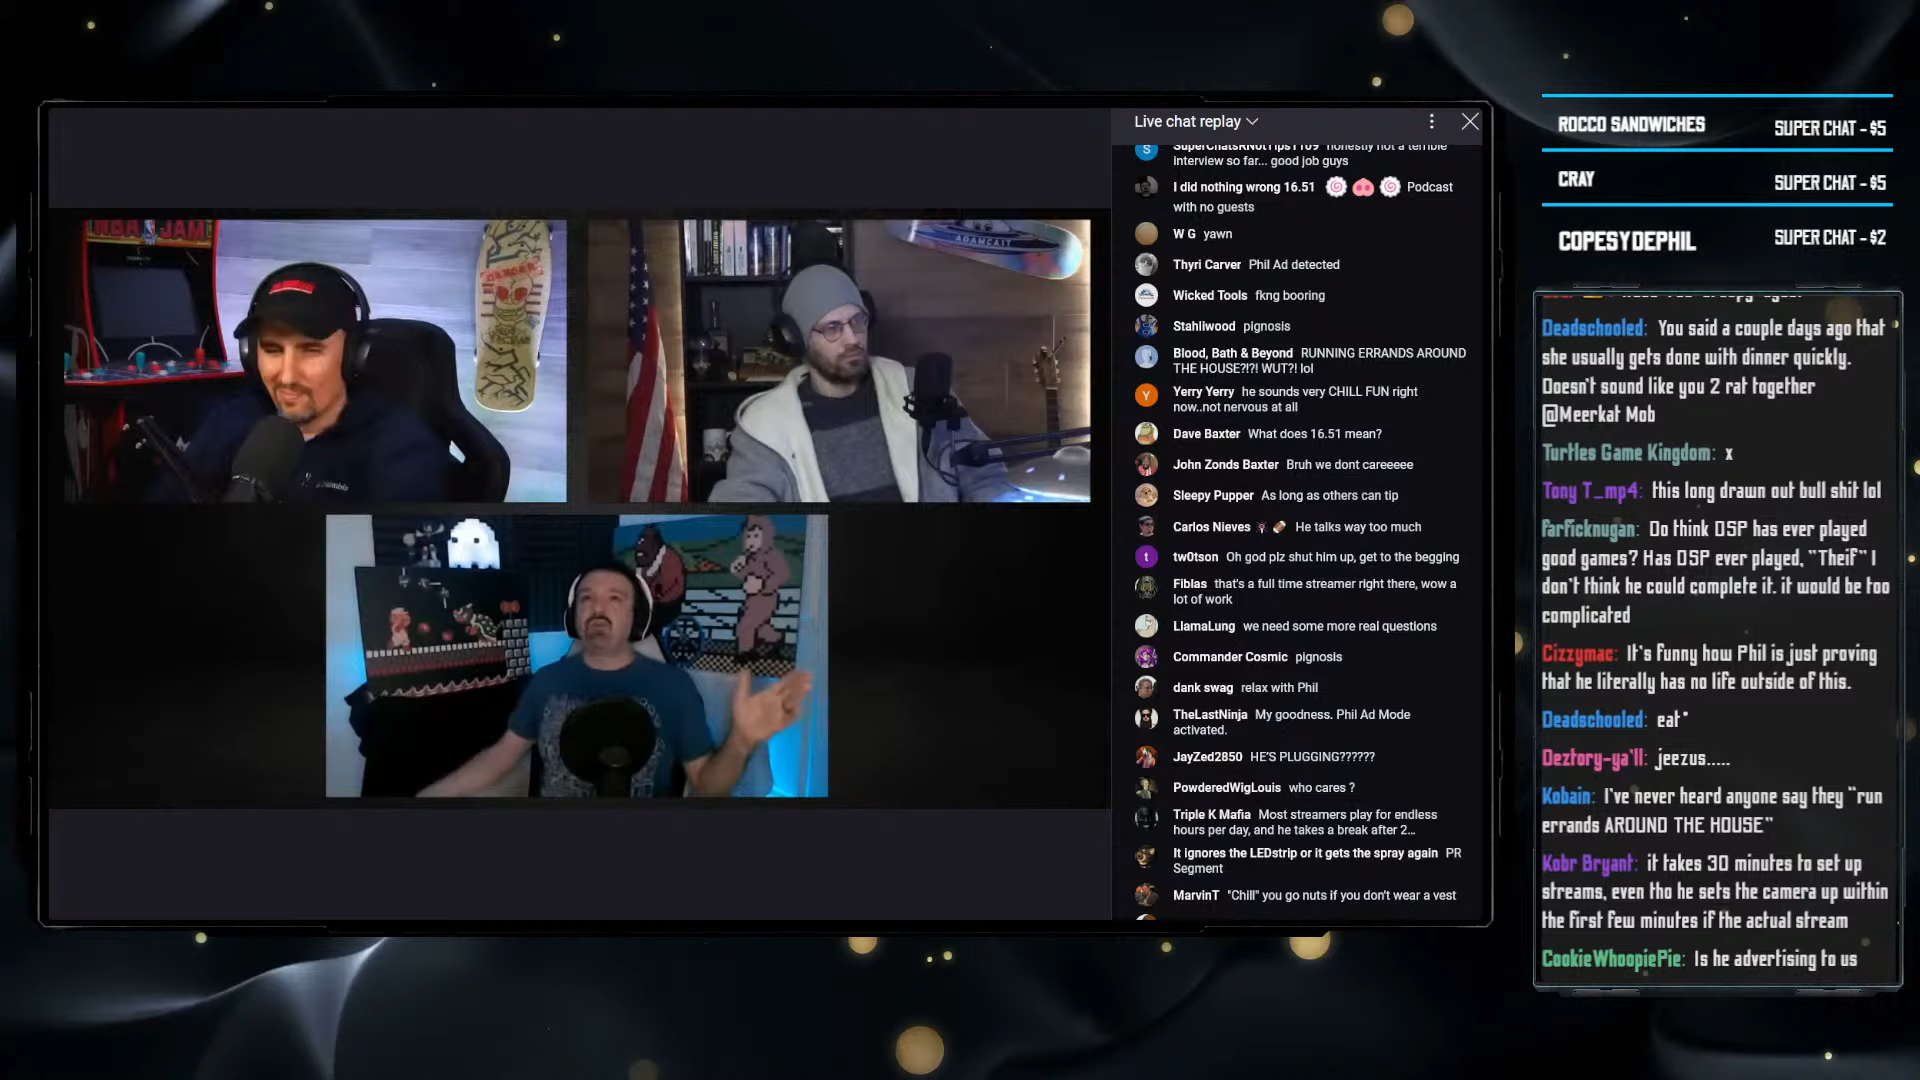 NBA JAM
ADAMCAST
Live chat replay
SuperChatsRNotTips1109 honestly not a terrible
interview so far... good job guys
I did nothing wrong 16.51 Podcast
with no guests
W G yawn
Thyri Carver Phil Ad detected
Wicked Tools fkng booring
Stahliwood pignosis
Blood, Bath & Beyond RUNNING ERRANDS AROUND
THE HOUSE?!?! WUT?! lol
Y
Yerry Yerry he sounds very CHILL FUN right
now..not nervous at all
Dave Baxter What does 16.51 mean?
John Zonds Baxter Bruh we dont careeeee
Sleepy Pupper As long as others can tip
Carlos Nieves He talks way too much
t
tw0tson Oh god plz shut him up, get to the begging
Fiblas that's a full time streamer right there, wow a
lot of work
LlamaLung we need some more real questions
Commander Cosmic pignosis
dank swag relax with Phil
TheLastNinja My goodness. Phil Ad Mode
activated.
JayZed2850 HE'S PLUGGING??????
PowderedWigLouis who cares ?
Triple K Mafia Most streamers play for endless
hours per day, and he takes a break after 2...
It ignores the LEDstrip or it gets the spray again PR
Segment
MarvinT "Chill" you go nuts if you don't wear a vest
ROCCO SANDWICHES SUPER CHAT - $5
CRAY SUPER CHAT - $5
COPESYDEPHIL SUPER CHAT - $2
Deadschooled: You said a couple days ago that
she usually gets done with dinner quickly.
Doesn't sound like you 2 rat together
@Meerkat Mob
Turtles Game Kingdom: x
Tony T_mp4: this long drawn out bull shit lol
farficknugan: Do think DSP has ever played
good games? Has DSP ever played, "Theif" I
don't think he could complete it. it would be too
complicated
Cizzymac: It's funny how Phil is just proving
that he literally has no life outside of this.
Deadschooled: eat*
Deztory-ya'll: jeezus.....
Kobain: I've never heard anyone say they "run
errands AROUND THE HOUSE"
Kobr Bryant: it takes 30 minutes to set up
streams, even tho he sets the camera up within
the first few minutes if the actual stream
CookieWhoopiePie: Is he advertising to us